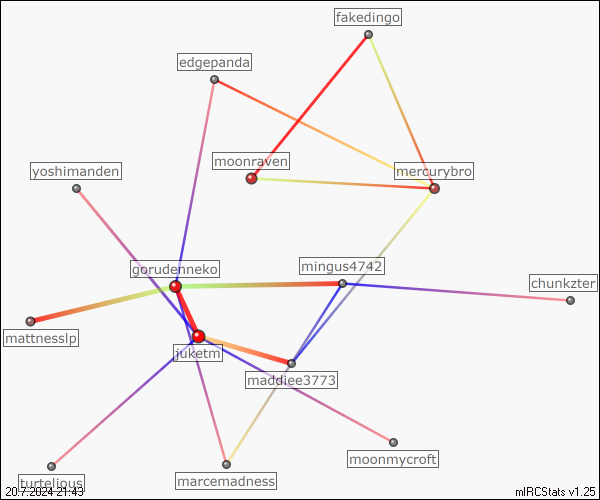 fakedingo
edgepanda
moonraven
mercurybro
yoshimanden
gorudenneko
mingus4742
chunkzter
mattnesslp
juketm
maddiee3773
moonmycroft
marcemadness
turtelious
20.7.2024 21:43
mIRCStats v1.25